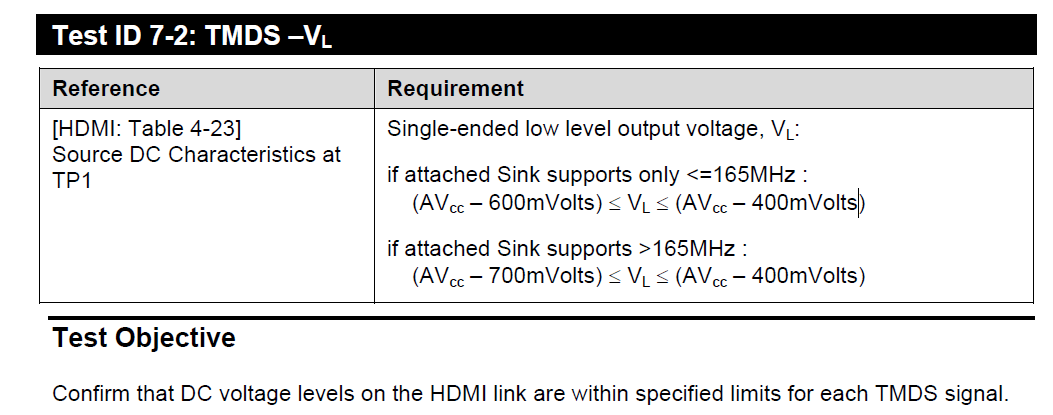 Test ID 7-2: TMDS –VL
Reference
Requirement
[HDMI: Table 4-23]
Source DC Characteristics at
TP1
Single-ended low level output voltage, VL:
if attached Sink supports only <=165MHz :
(AVcc – 600mVolts) ≤ VL ≤ (AVcc – 400mVolts)
if attached Sink supports >165MHz :
(AVcc – 700mVolts) ≤ VL ≤ (AVcc – 400mVolts)
Test Objective
Confirm that DC voltage levels on the HDMI link are within specified limits for each TMDS signal.